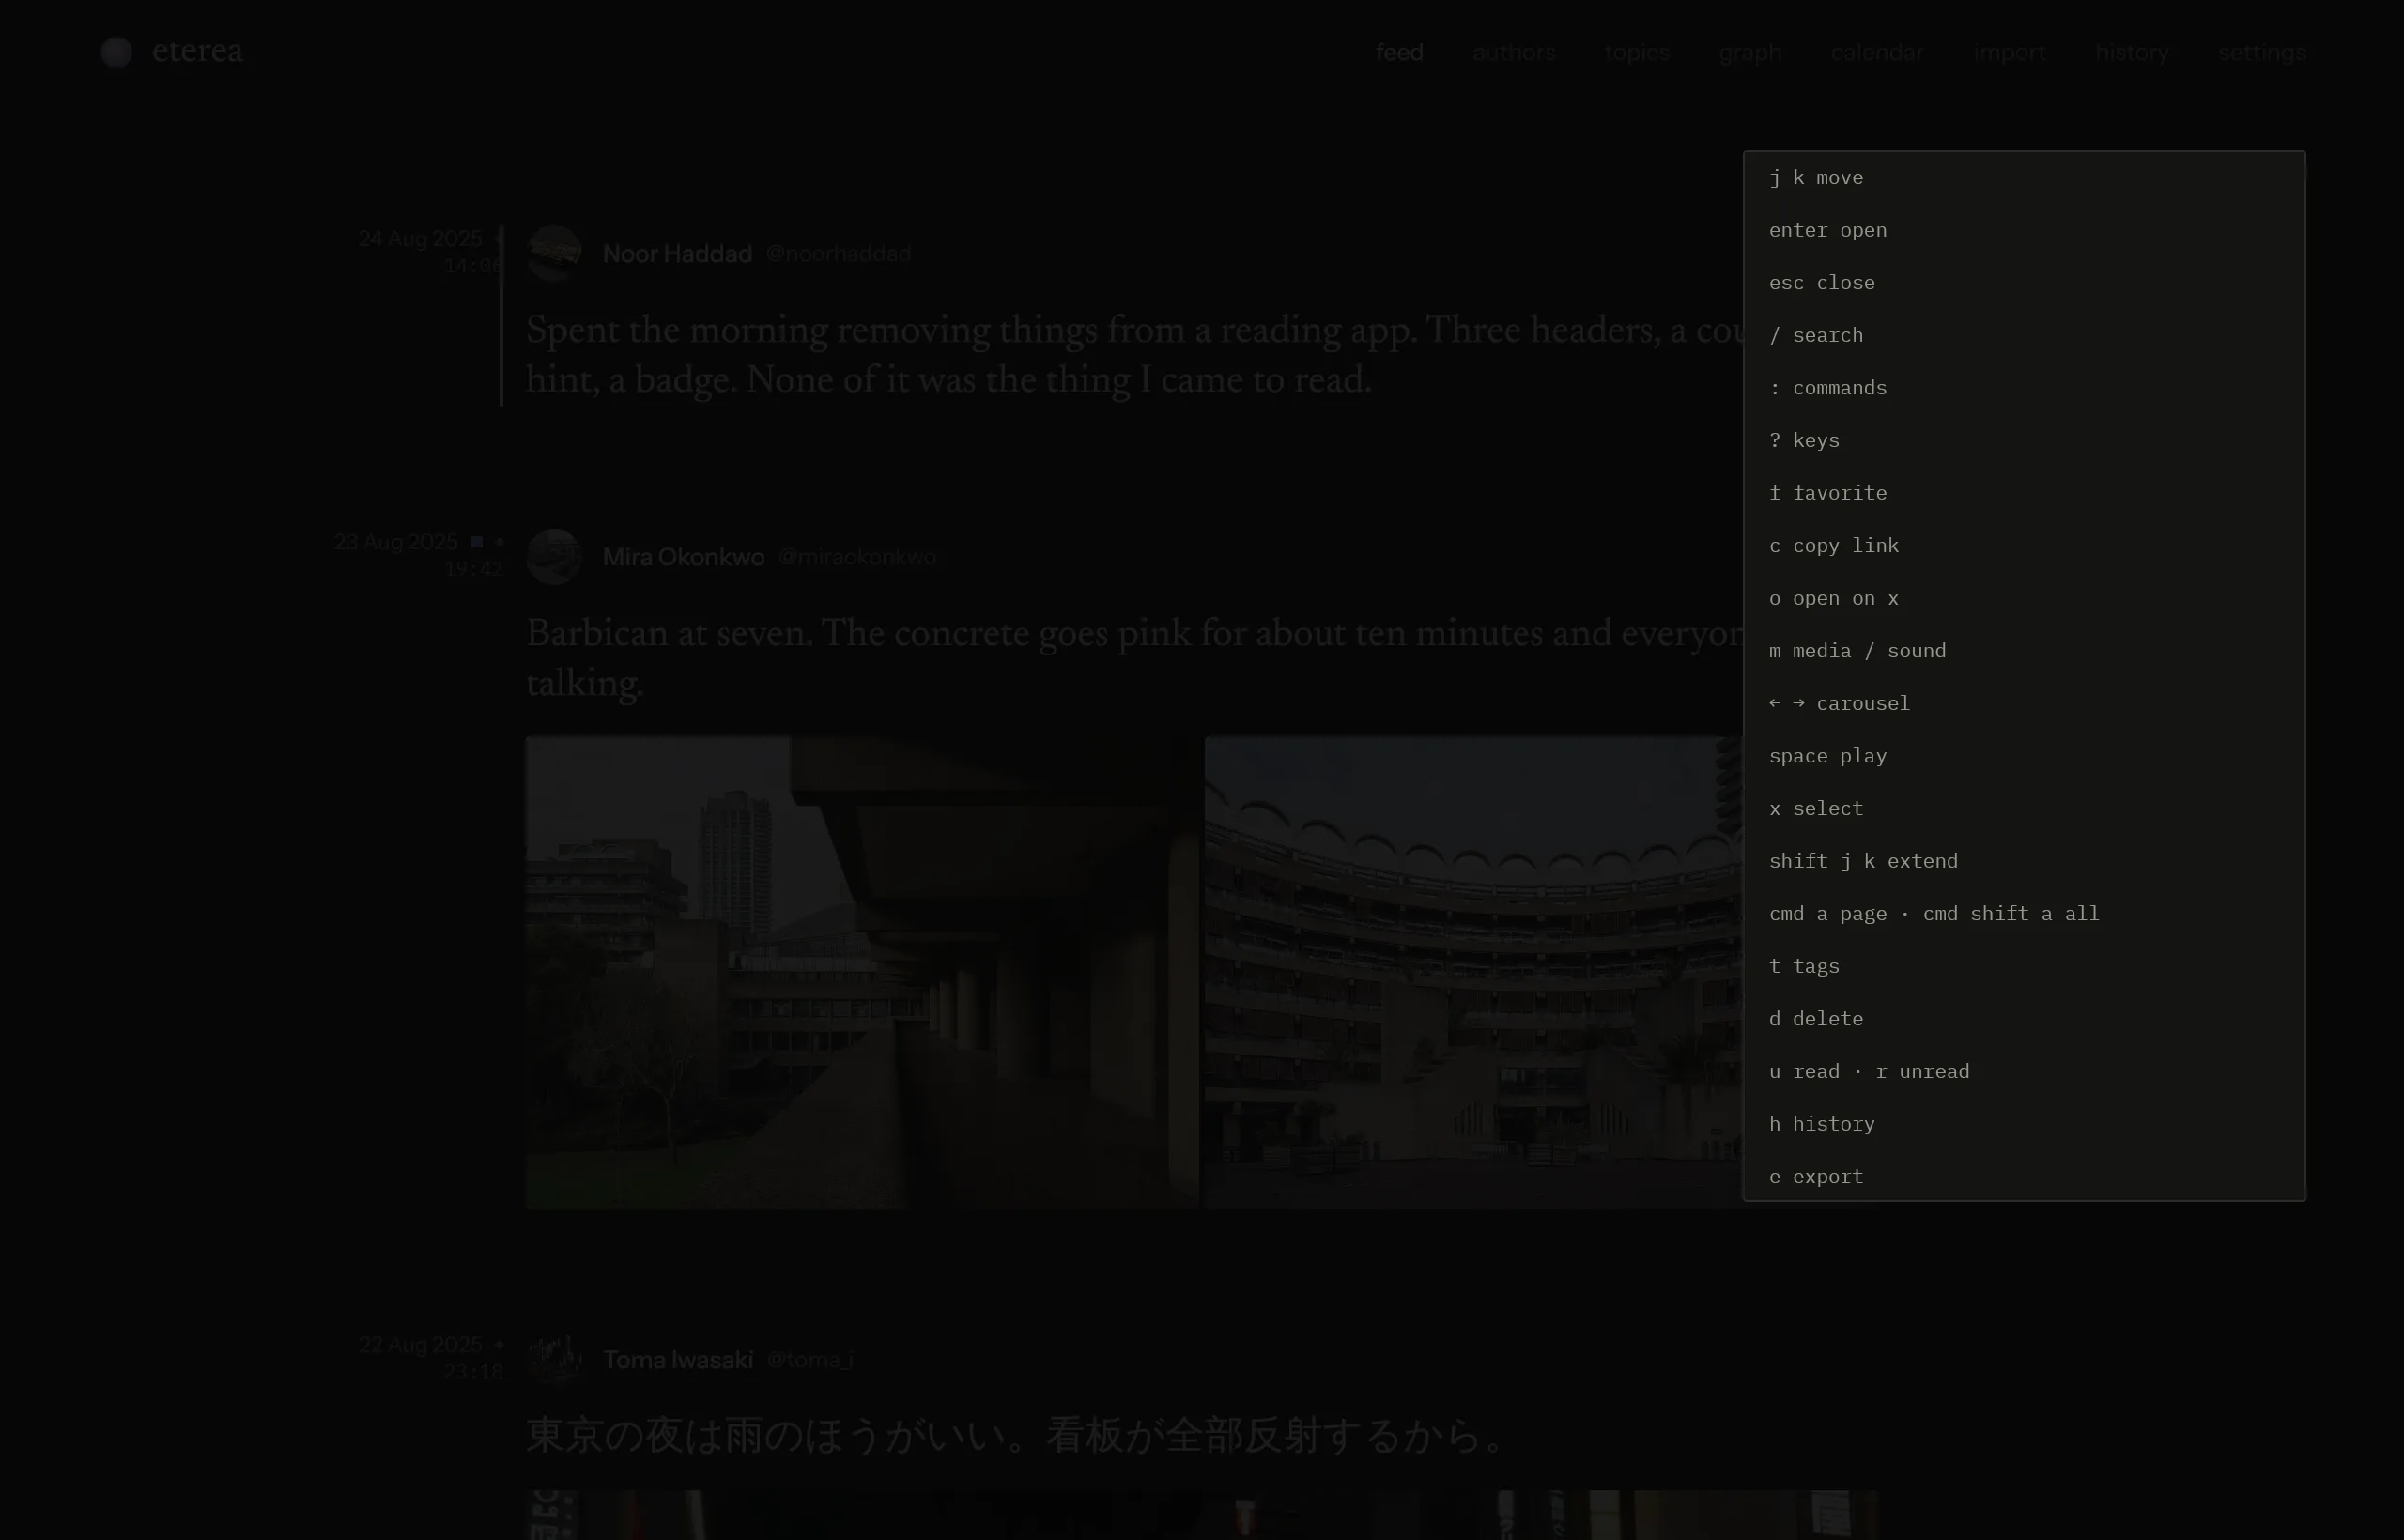 eterea
feed authors topics graph calendar import history settings
24 Aug 2025
14:06
Noor Haddad @noorhaddad
Spent the morning removing things from a reading app. Three headers, a
hint, a badge. None of it was the thing I came to read.
23 Aug 2025
19:42
Mira Okonkwo @miraokonkwo
Barbican at seven. The concrete goes pink for about ten minutes and
talking.
22 Aug 2025
23:18
Toma Iwasaki @toma_i
東京の夜は雨のほうがいい。看板が全部反射するから。
j k move
enter open
esc close
/ search
: commands
? keys
f favorite
c copy link
o open on x
m media / sound
← → carousel
space play
x select
shift j k extend
cmd a page · cmd shift a all
t tags
d delete
u read · r unread
h history
e export